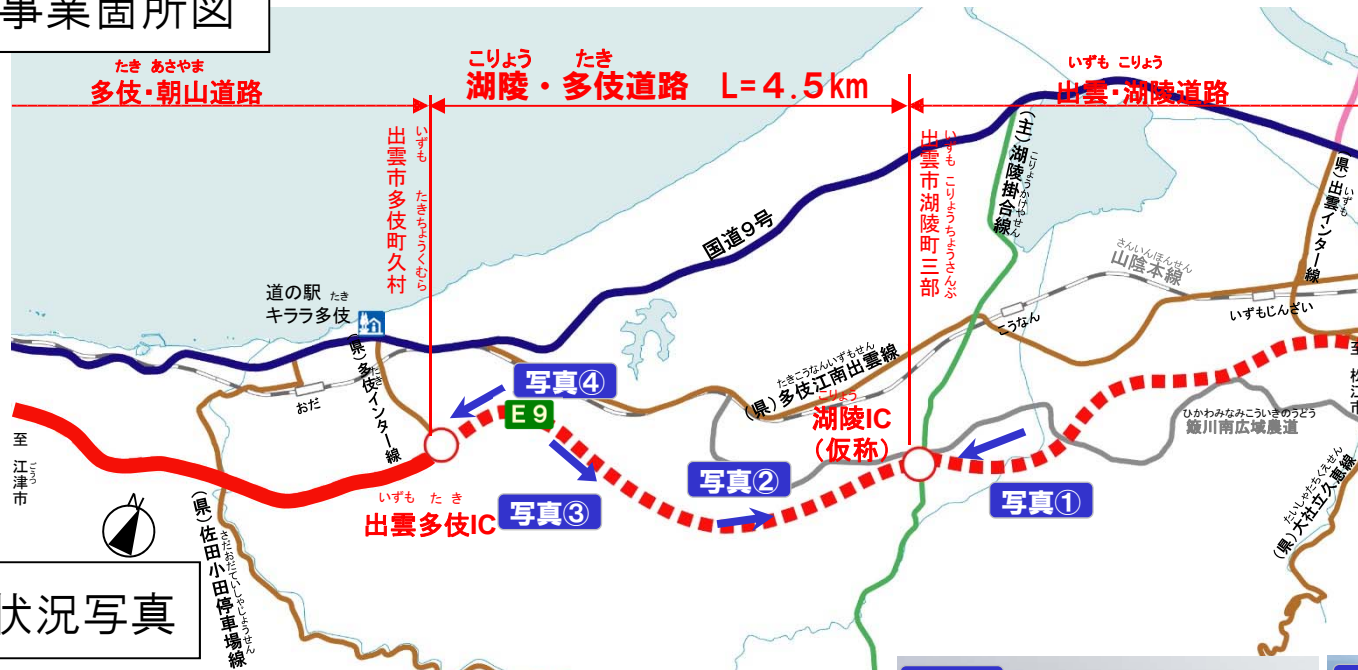 事業箇所図
たき あさやま
多伎・朝山道路
こりょう たき
湖陵・多伎道路 L=4.5km
いずも こりょう
出雲・湖陵道路
いずも たきちょうくむら
出雲市多伎町久村
いずも こりょうちょうさんぶ
出雲市湖陵町三部
こりょうかけやせん
(主)湖陵掛合線
いずも
(県)出雲インター線
国道9号
さんいんほんせん
山陰本線
道の駅 たき
キララ多伎
たき
(県)多伎インター線
おだ
こうなん
いずもじんざい
たきこうなんいずもせん
(県)多伎江南出雲線
写真④
E9
こりょう
湖陵IC
(仮称)
ひかわみなみこういきのうどう
簸川南広域農道
至 松江市
至 江津市
ごうつ
写真②
写真③
写真①
いずも たき
出雲多伎IC
さだおだていしゃじょうせん
(県)佐田小田停車場線
たいしゃたちくえせん
(県)大社立久恵線
状況写真